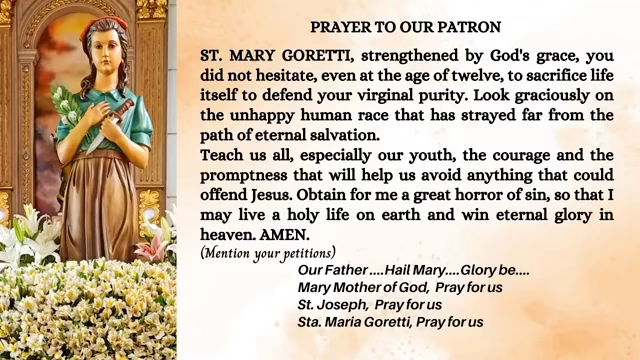 PRAYER TO OUR PATRON
ST. MARY GORETTI, strengthened by God's grace, you
did not hesitate, even at the age of twelve, to sacrifice life
itself to defend your virginal purity. Look graciously on
the unhappy human race that has strayed far from the
path of eternal salvation.
Teach us all, especially our youth, the courage and the
promptness that will help us avoid anything that could
offend Jesus. Obtain for me a great horror of sin, so that I
may live a holy life on earth and win eternal glory in
heaven. AMEN.
(Mention your petitions)
Our Father ....Hail Mary....Glory be....
Mary Mother of God, Pray for us
St. Joseph, Pray for us
Sta. Maria Goretti, Pray for us